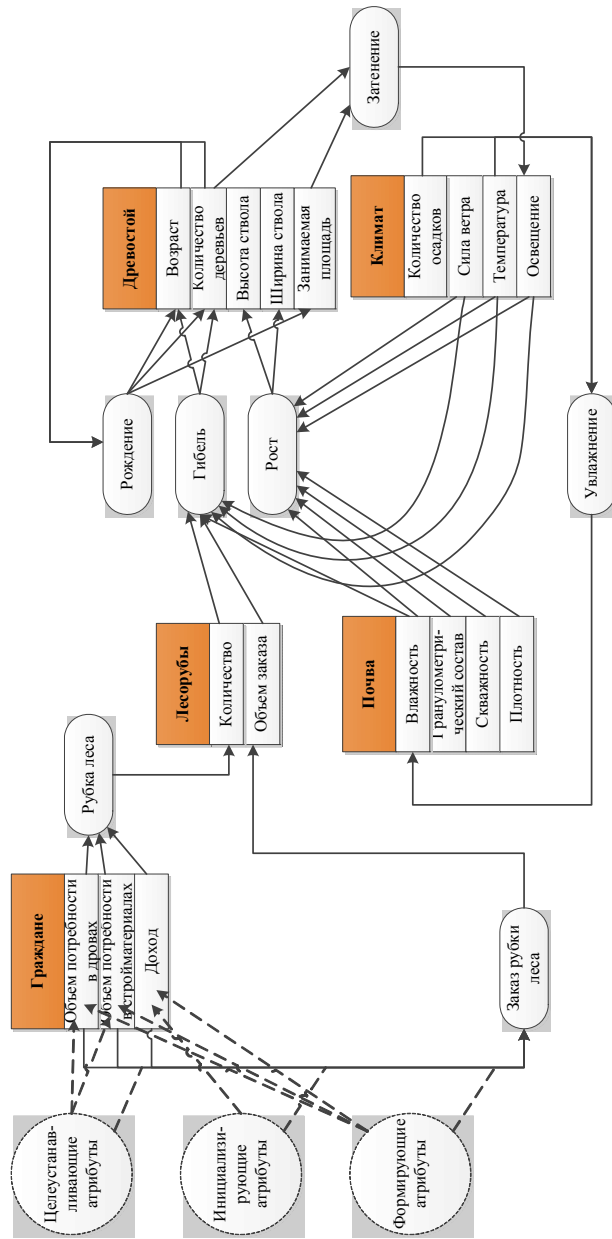 Целеустанав-
ливающие
атрибуты
Инициализи-
рующие
атрибуты
Формирующие
атрибуты
Граждане
Объем потребности
в дровах
Объем потребности
в стройматериалах
Доход
Рубка леса
Заказ рубки
леса
Лесорубы
Количество
Объем заказа
Почва
Влажность
Гранулометри-
ческий состав
Скважность
Плотность
Рождение
Гибель
Рост
Увлажнение
Древостой
Возраст
Количество
деревьев
Высота ствола
Ширина ствола
Занимаемая
площадь
Климат
Количество
осадков
Сила ветра
Температура
Освещение
Затенение